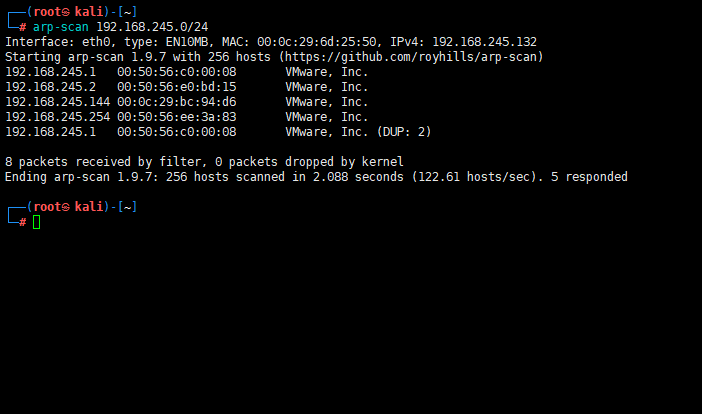 ┌──(root㉿kali)-[~]
└─# arp-scan 192.168.245.0/24
Interface: eth0, type: EN10MB, MAC: 00:0c:29:6d:25:50, IPv4: 192.168.245.132
Starting arp-scan 1.9.7 with 256 hosts (https://github.com/royhills/arp-scan)
192.168.245.1   00:50:56:c0:00:08       VMware, Inc.
192.168.245.2   00:50:56:e0:bd:15       VMware, Inc.
192.168.245.144 00:0c:29:bc:94:d6       VMware, Inc.
192.168.245.254 00:50:56:ee:3a:83       VMware, Inc.
192.168.245.1   00:50:56:c0:00:08       VMware, Inc. (DUP: 2)
8 packets received by filter, 0 packets dropped by kernel
Ending arp-scan 1.9.7: 256 hosts scanned in 2.088 seconds (122.61 hosts/sec). 5 responded
┌──(root㉿kali)-[~]
└─#